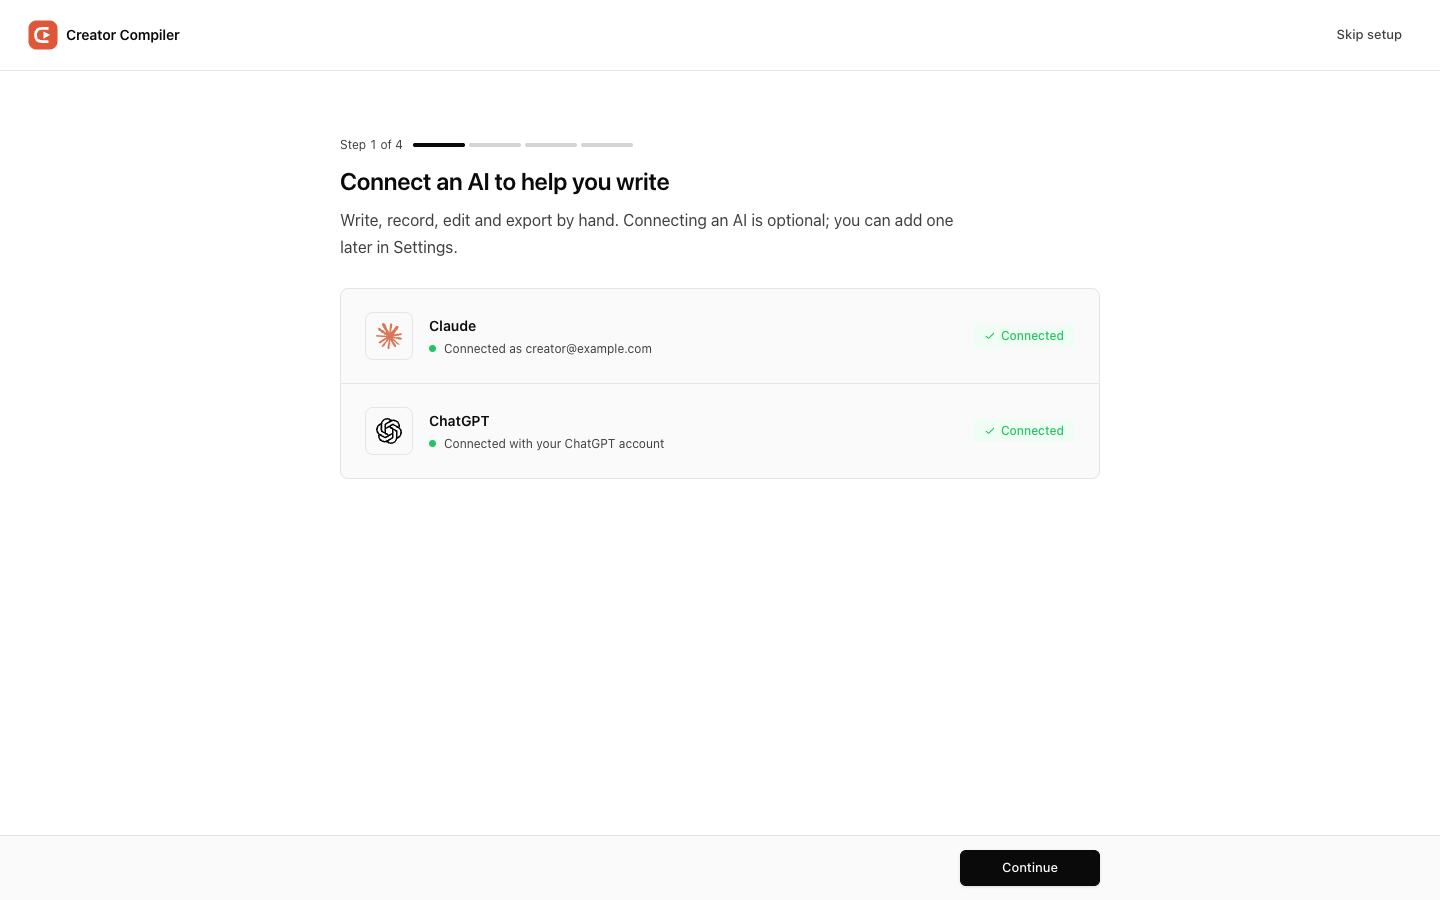 Creator Compiler
Skip setup
Step 1 of 4
Connect an AI to help you write
Write, record, edit and export by hand. Connecting an AI is optional; you can add one
later in Settings.
Claude
Connected as creator@example.com
Connected
ChatGPT
Connected with your ChatGPT account
Connected
Continue